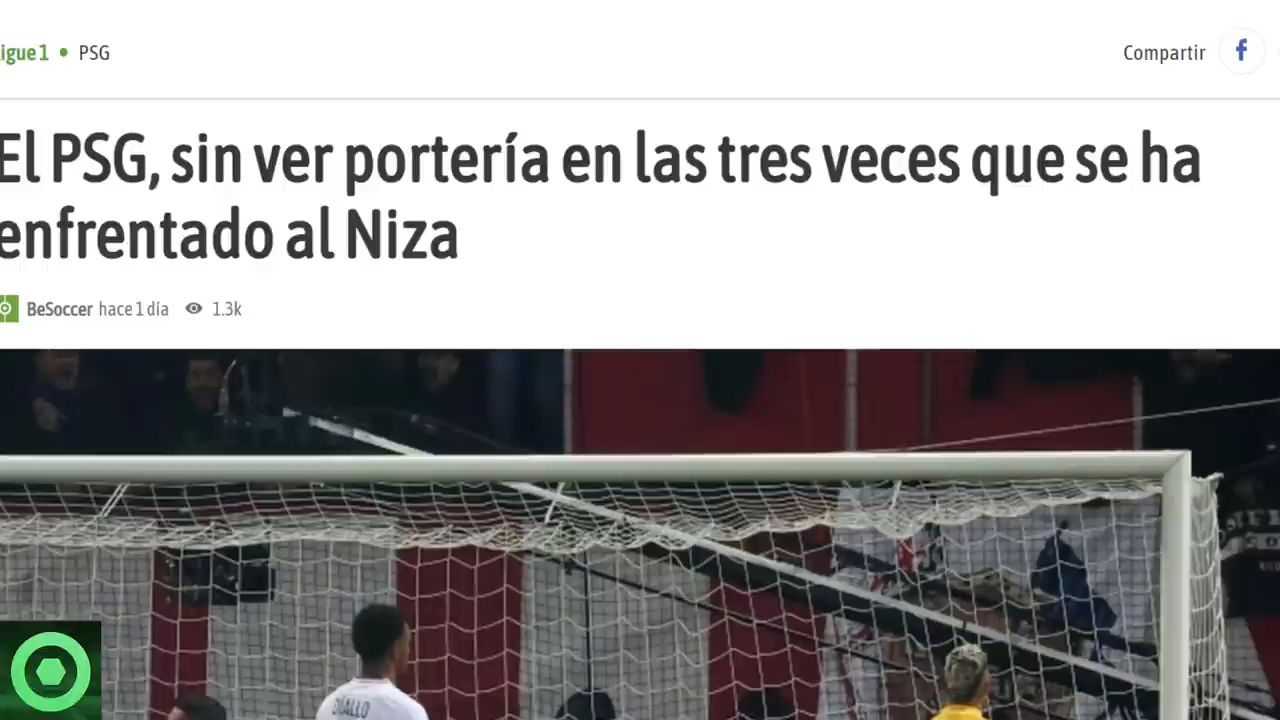 igue 1 • PSG
Compartir
El PSG, sin ver portería en las tres veces que se ha
enfrentado al Niza
BeSoccer hace 1 día 1.3k
DIALLO